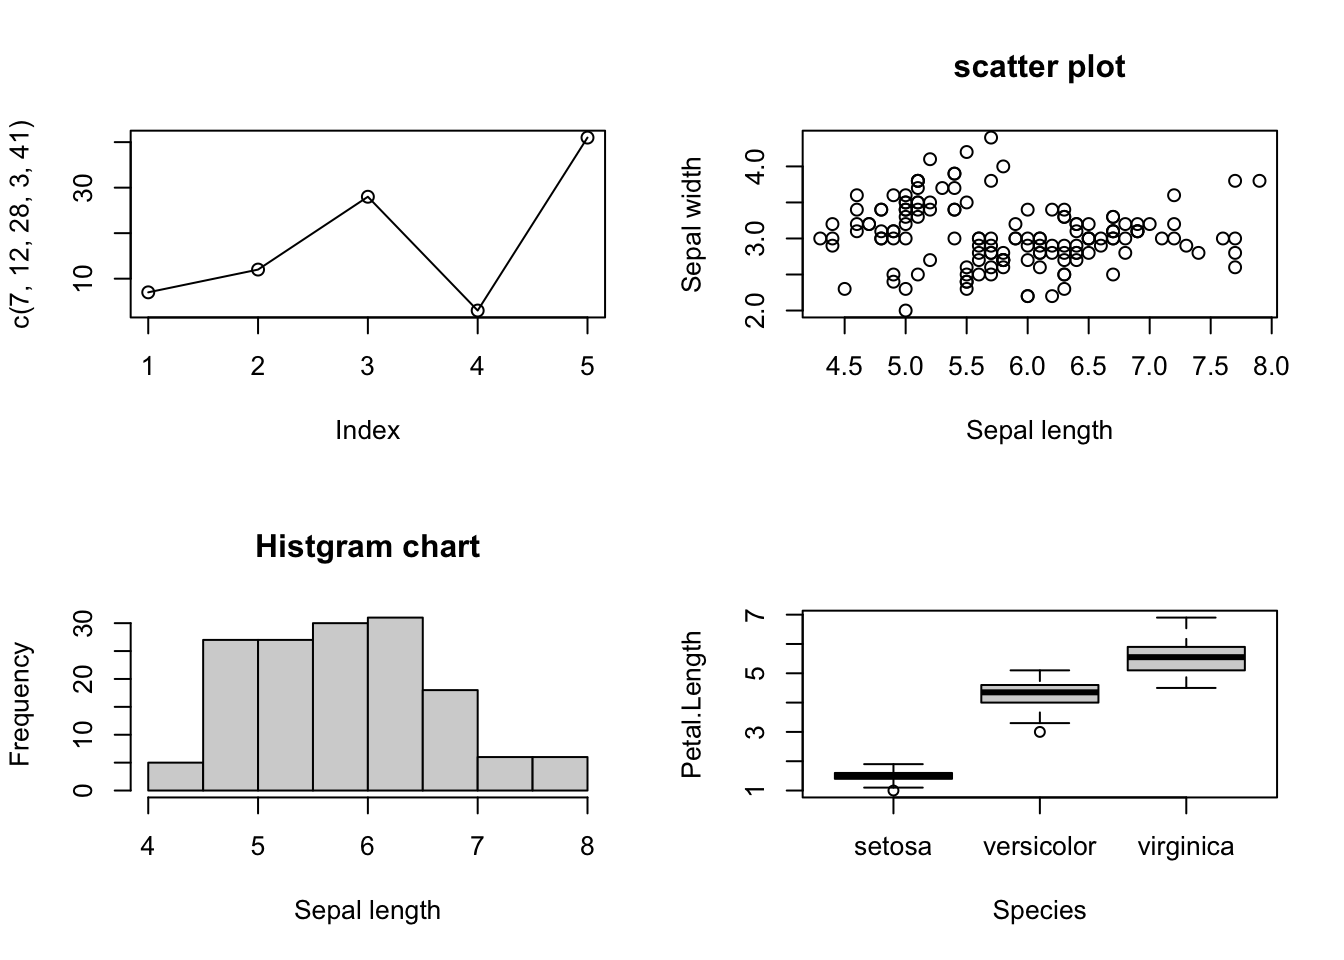 c(7, 12, 28, 3, 41)
30
10
1 2 3 4 5
Index
scatter plot
Sepal width
4.0
3.0
2.0
4.5 5.0 5.5 6.0 6.5 7.0 7.5 8.0
Sepal length
Histgram chart
Frequency
30
20
10
0
4 5 6 7 8
Sepal length
Petal.Length
7
5
3
1
setosa versicolor virginica
Species